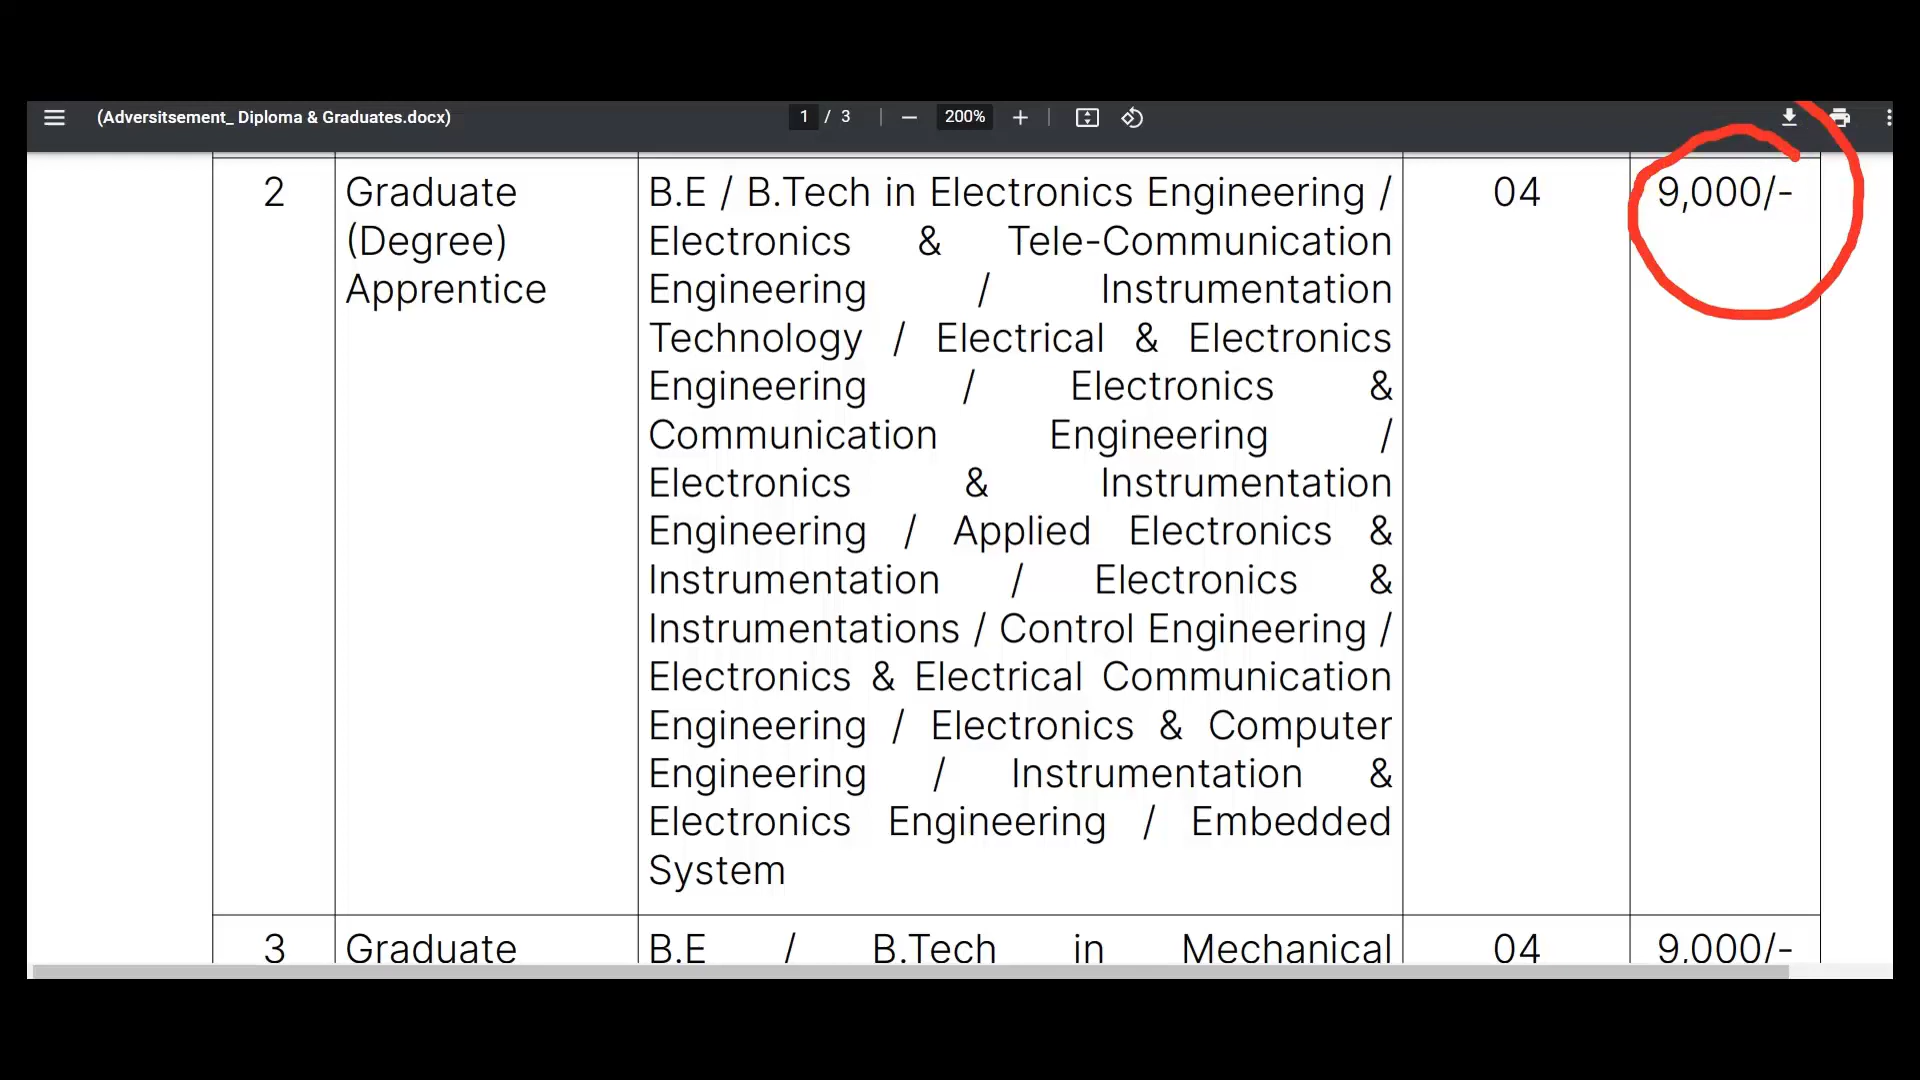 (Adversitsement_ Diploma & Graduates.docx) 1 / 3 200%
2 Graduate B.E / B.Tech in Electronics Engineering / 04 9,000/-
(Degree) Electronics & Tele-Communication
Apprentice Engineering / Instrumentation
Technology / Electrical & Electronics
Engineering / Electronics &
Communication Engineering /
Electronics & Instrumentation
Engineering / Applied Electronics &
Instrumentation / Electronics &
Instrumentations / Control Engineering /
Electronics & Electrical Communication
Engineering / Electronics & Computer
Engineering / Instrumentation &
Electronics Engineering / Embedded
System
3 Graduate B.E / B.Tech in Mechanical 04 9,000/-